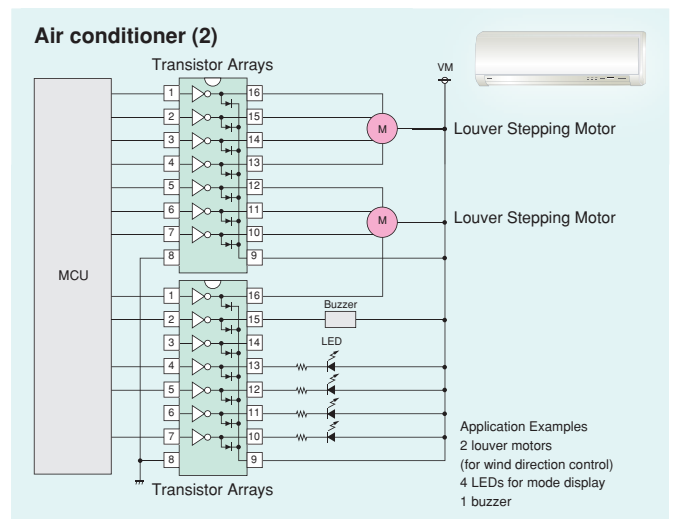 Air conditioner (2)
Transistor Arrays
VM
1 16
2 15
3 14
4 13
5 12
6 11
7 10
8 9
M
Louver Stepping Motor
M
Louver Stepping Motor
MCU
1 16
2 15
3 14
4 13
5 12
6 11
7 10
8 9
Buzzer
LED
Transistor Arrays
Application Examples
2 louver motors
(for wind direction control)
4 LEDs for mode display
1 buzzer